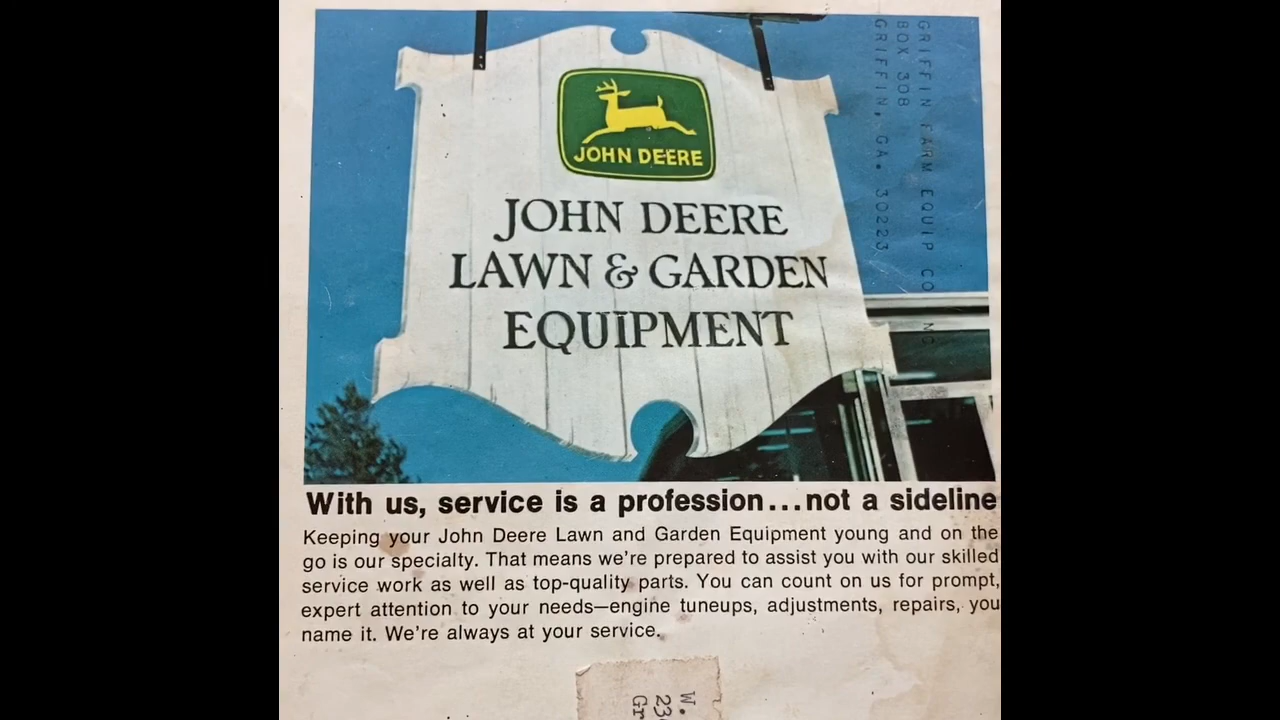 JOHN DEERE
JOHN DEERE
LAWN & GARDEN
EQUIPMENT
GRIFFIN FARM EQUIP CO
BOX 308
GRIFFIN, GA. 30223
With us, service is a profession...not a sideline
Keeping your John Deere Lawn and Garden Equipment young and on the
go is our specialty. That means we're prepared to assist you with our skilled
service work as well as top-quality parts. You can count on us for prompt,
expert attention to your needs—engine tuneups, adjustments, repairs, you
name it. We're always at your service.
W.